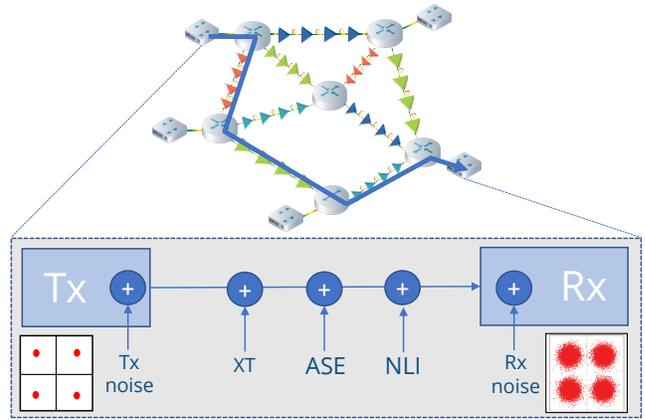 Tx
+
+
+
+
+
Rx
Tx
noise
XT
ASE
NLI
Rx
noise